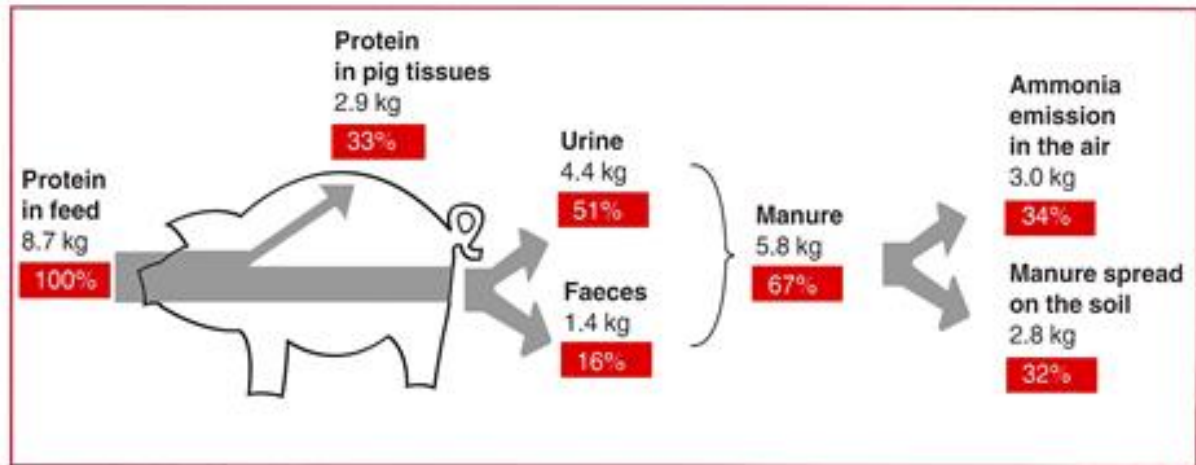 Protein
in feed
8.7 kg
100%
Protein
in pig tissues
2.9 kg
33%
Urine
4.4 kg
51%
Faeces
1.4 kg
16%
Manure
5.8 kg
67%
Ammonia
emission
in the air
3.0 kg
34%
Manure spread
on the soil
2.8 kg
32%